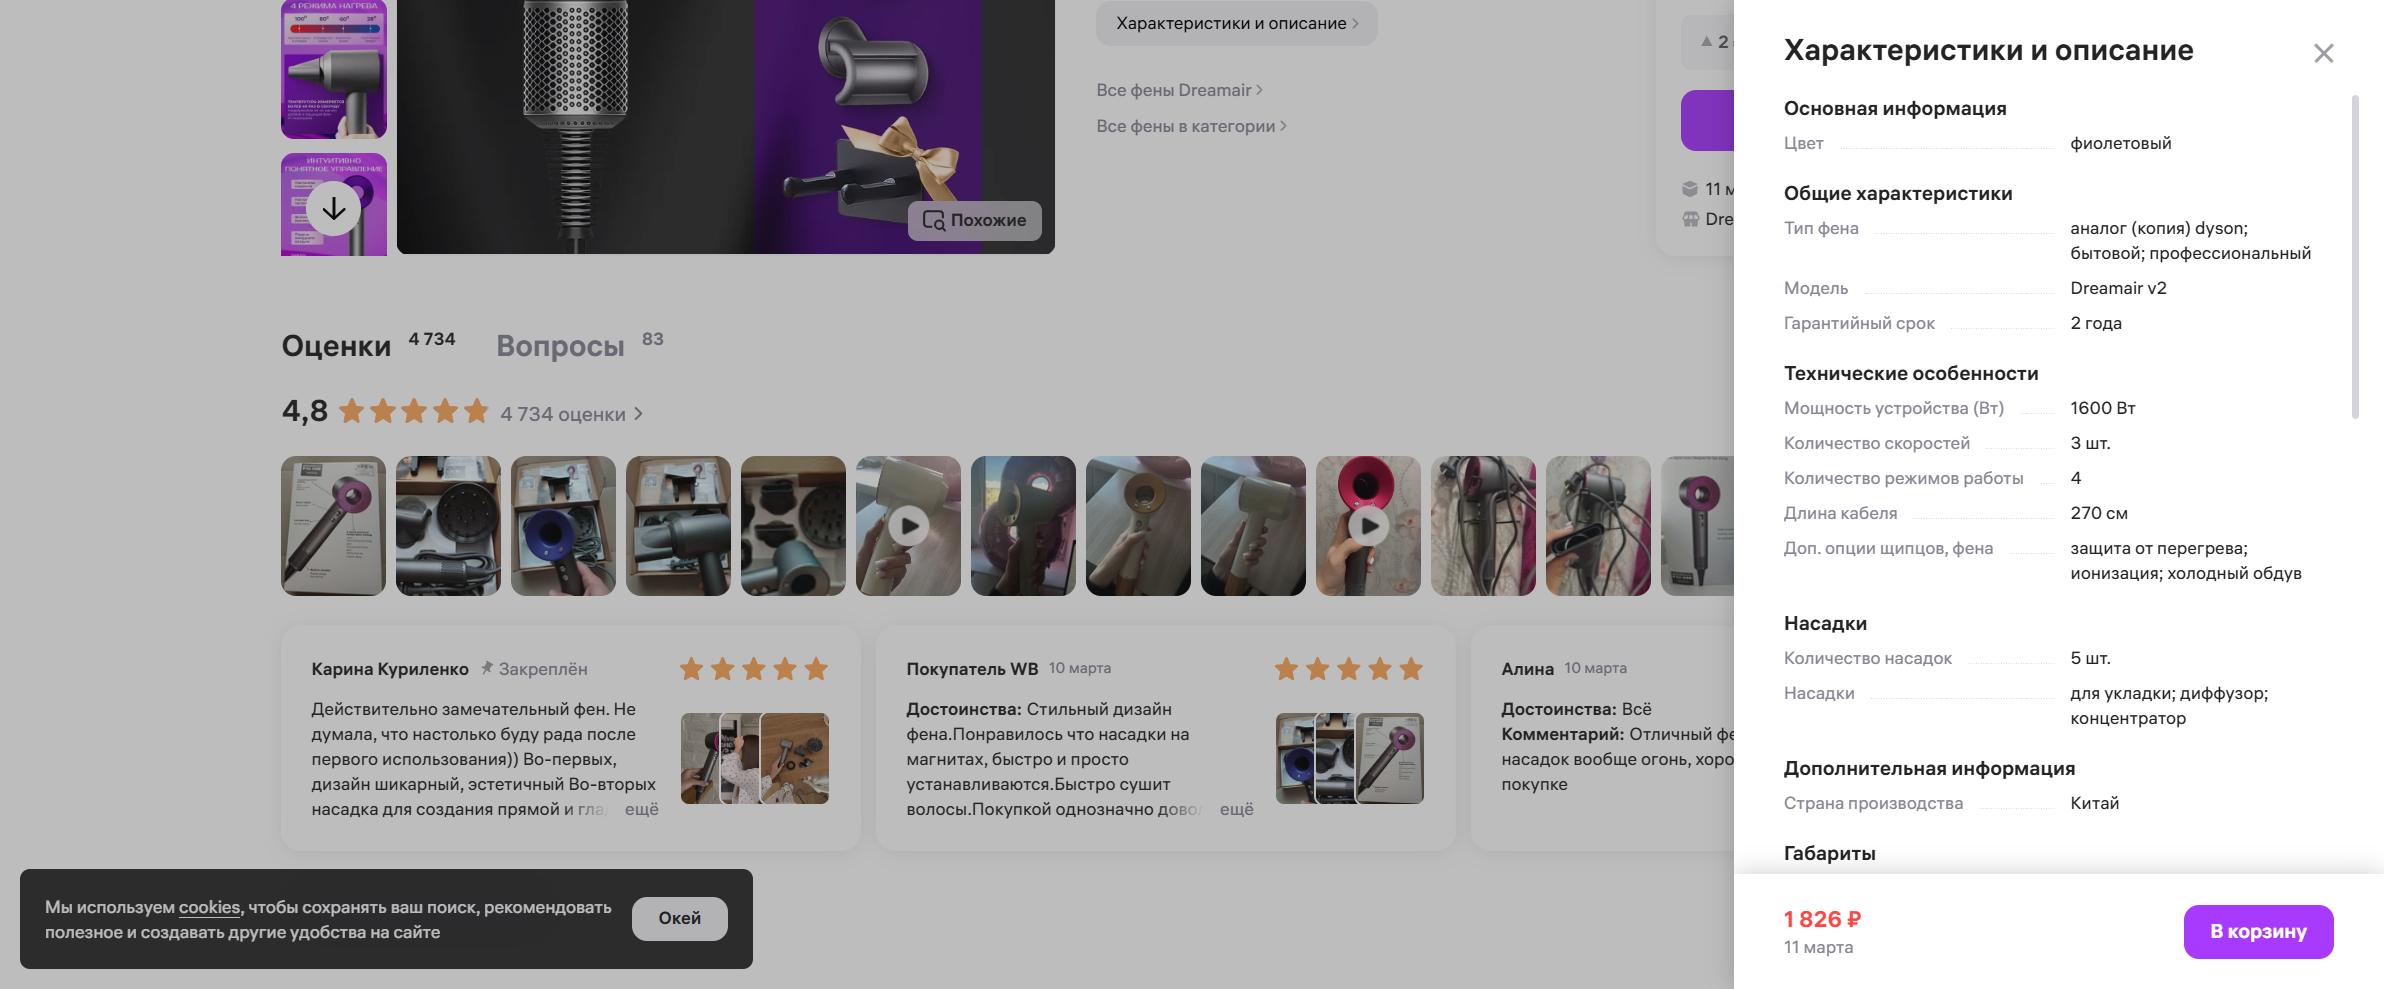 4 РЕЖИМА НАГРЕВА
100° 80° 60° 28°
ИНТУИТИВНО
ПОНЯТНОЕ УПРАВЛЕНИЕ
Похожие
Характеристики и описание
Все фены Dreamair
Все фены в категории
2
11 м
Dre
Оценки 4 734 Вопросы 83
4,8 4 734 оценки
Карина Куриленко Закреплён
Действительно замечательный фен. Не
думала, что настолько буду рада после
первого использования)) Во-первых,
дизайн шикарный, эстетичный Во-вторых
насадка для создания прямой и гла ещё
Покупатель WB 10 марта
Достоинства: Стильный дизайн
фена.Понравилось что насадки на
магнитах, быстро и просто
устанавливаются.Быстро сушит
волосы.Покупкой однозначно довол ещё
Алина 10 марта
Достоинства: Всё
Комментарий: Отличный фе
насадок вообще огонь, хоро
покупке
Мы используем cookies, чтобы сохранять ваш поиск, рекомендовать
полезное и создавать другие удобства на сайте
Окей
Характеристики и описание
Основная информация
Цвет фиолетовый
Общие характеристики
Тип фена аналог (копия) dyson;
бытовой; профессиональный
Модель Dreamair v2
Гарантийный срок 2 года
Технические особенности
Мощность устройства (Вт) 1600 Вт
Количество скоростей 3 шт.
Количество режимов работы 4
Длина кабеля 270 см
Доп. опции щипцов, фена защита от перегрева;
ионизация; холодный обдув
Насадки
Количество насадок 5 шт.
Насадки для укладки; диффузор;
концентратор
Дополнительная информация
Страна производства Китай
Габариты
1 826 ₽
11 марта
В корзину